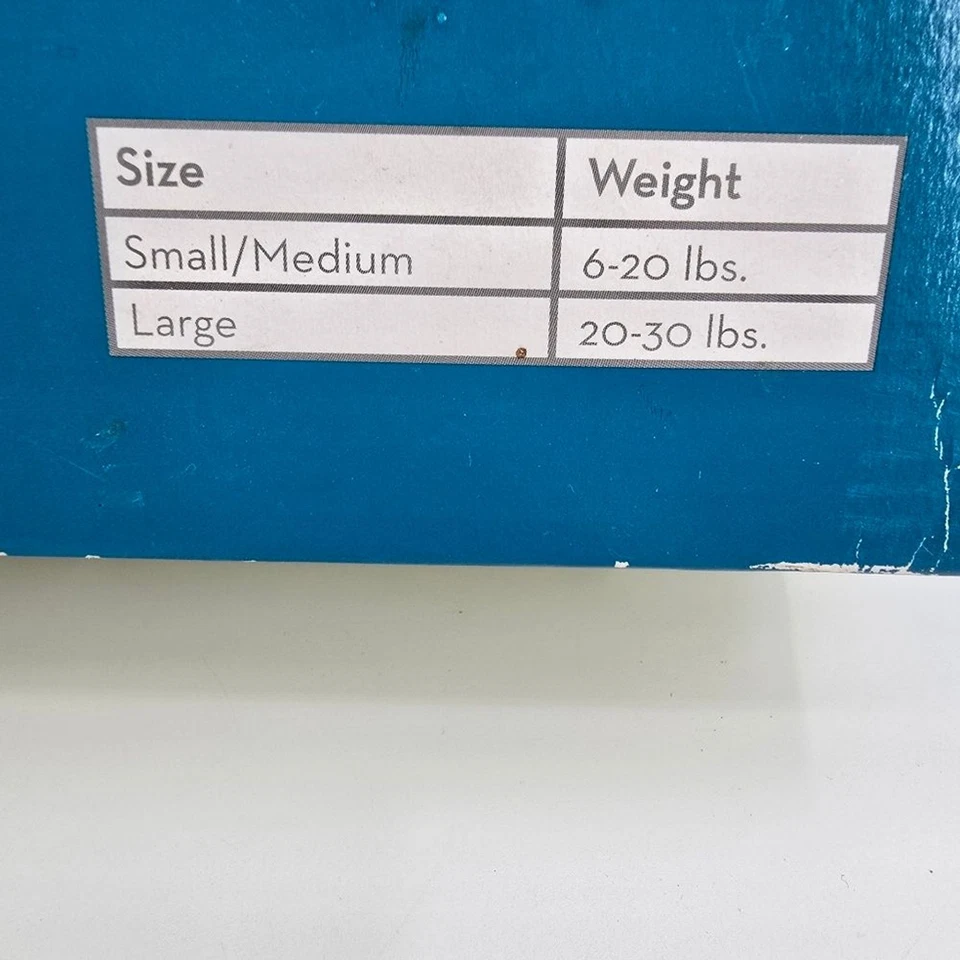 Size Weight
Small/Medium 6-20 lbs.
Large 20-30 lbs.